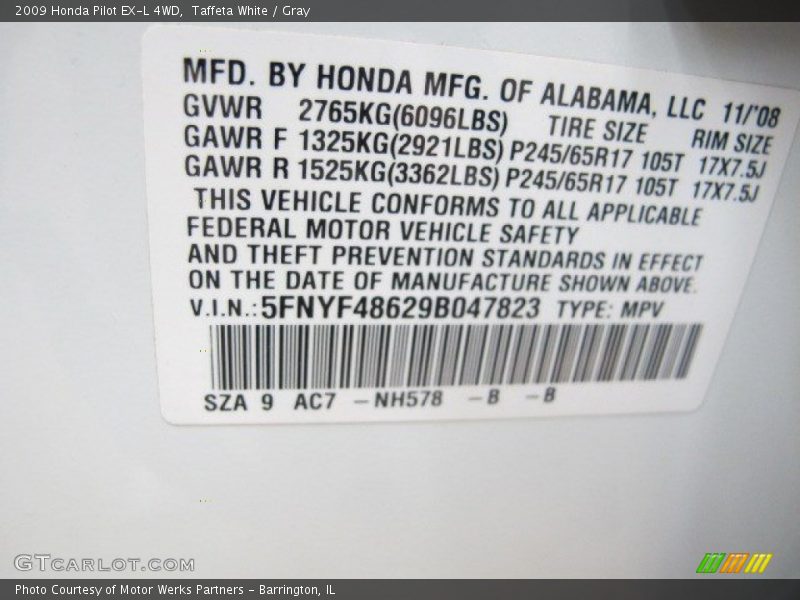 2009 Honda Pilot EX-L 4WD, Taffeta White / Gray
MFD. BY HONDA MFG. OF ALABAMA, LLC 11/'08
GVWR 2765KG(6096LBS) TIRE SIZE RIM SIZE
GAWR F 1325KG(2921LBS) P245/65R17 105T 17X7.5J
GAWR R 1525KG(3362LBS) P245/65R17 105T 17X7.5J
THIS VEHICLE CONFORMS TO ALL APPLICABLE
FEDERAL MOTOR VEHICLE SAFETY
AND THEFT PREVENTION STANDARDS IN EFFECT
ON THE DATE OF MANUFACTURE SHOWN ABOVE.
V.I.N.:5FNYF48629B047823 TYPE: MPV
SZA 9 AC7 -NH578 -B -B
GTCARLOT.COM
Photo Courtesy of Motor Werks Partners - Barrington, IL